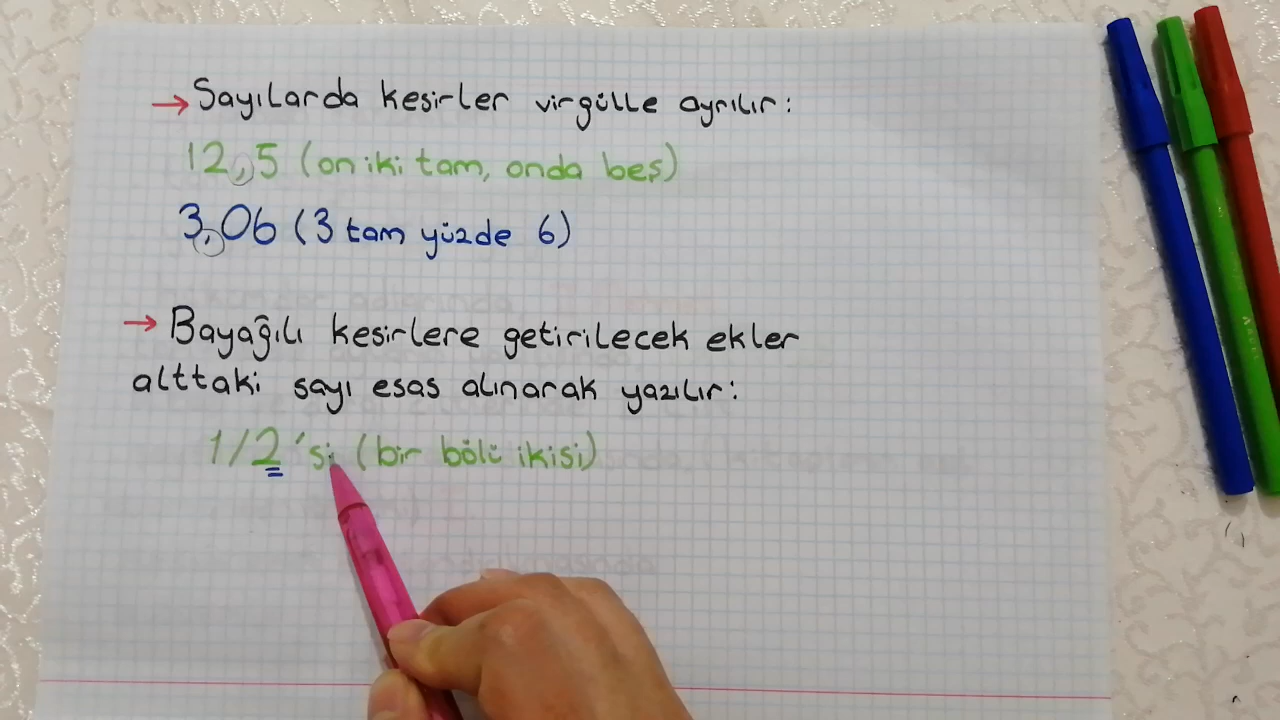 → Sayılarda kesirler virgülle ayrılır:
12,5 (on iki tam, onda beş)
3,06 (3 tam yüzde 6)
→ Bayağılı kesirlere getirilecek ekler
alttaki sayı esas alınarak yazılır:
1/2'si (bir bölü ikisi)